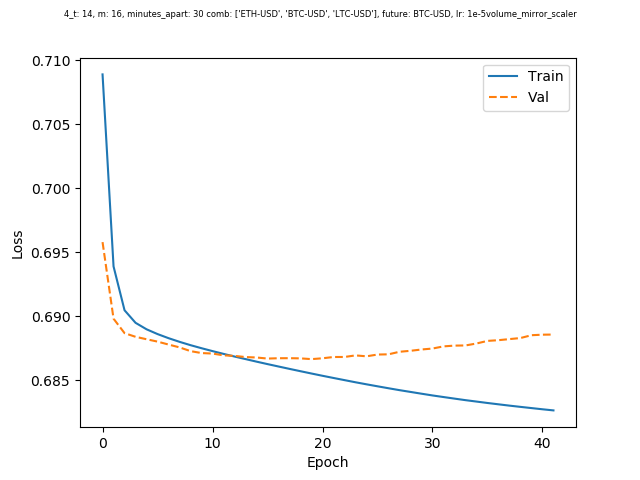 4_t: 14, m: 16, minutes_apart: 30 comb: ['ETH-USD', 'BTC-USD', 'LTC-USD'], future: BTC-USD, lr: 1e-5volume_mirror_scaler
0.710
0.705
0.700
0.695
0.690
0.685
Loss
Train
Val
0 10 20 30 40
Epoch